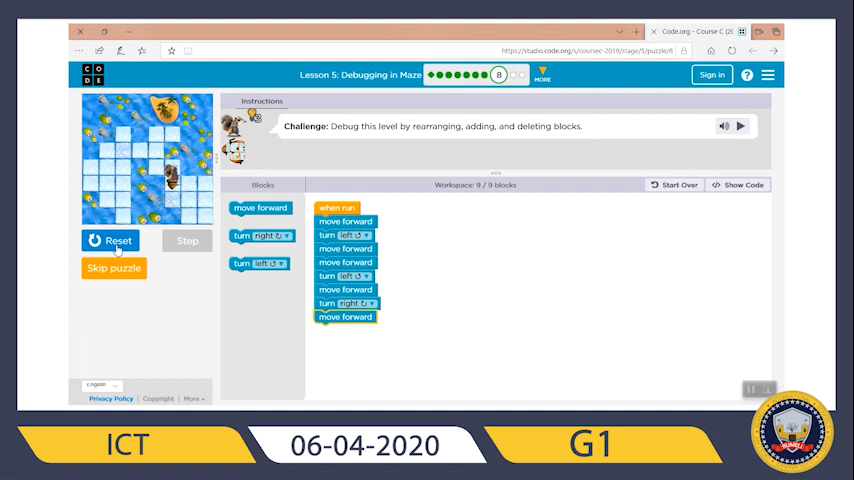 Code.org - Course C (20
https://studio.code.org/s/coursec-2019/stage/5/puzzle/8
CODE
Lesson 5: Debugging in Maze
8
MORE
Sign in
?
Instructions
Challenge: Debug this level by rearranging, adding, and deleting blocks.
Blocks
Workspace: 9 / 9 blocks
Start Over
</> Show Code
move forward
turn right
turn left
when run
move forward
turn left
move forward
move forward
turn left
move forward
turn right
move forward
Reset
Step
Skip puzzle
English
Privacy Policy | Copyright | More
ICT
06-04-2020
G1